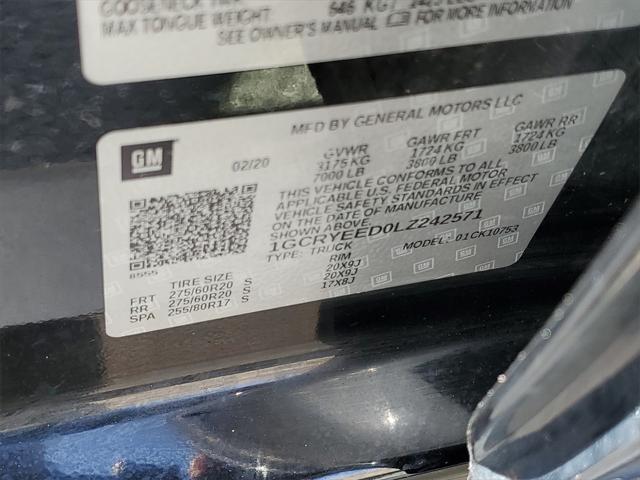 MAX TONGUE WEIGHT
SEE OWNER'S MANUAL FOR MORE
GM
MFD BY GENERAL MOTORS LLC
02/20 GVWR GAWR FRT GAWR RR
3175 KG 1724 KG 1724 KG
7000 LB 3800 LB 3800 LB
THIS VEHICLE CONFORMS TO ALL
APPLICABLE U.S. FEDERAL MOTOR
VEHICLE SAFETY STANDARDS IN EFFECT
ON THE DATE OF MANUFACTURE
SHOWN ABOVE.
1GCRYEED0LZ242571
TYPE: TRUCK MODEL: 01CK10753
8555
TIRE SIZE RIM
FRT 275/60R20 S 20X9J
RR 275/60R20 S 20X9J
SPA 255/80R17 S 17X8J